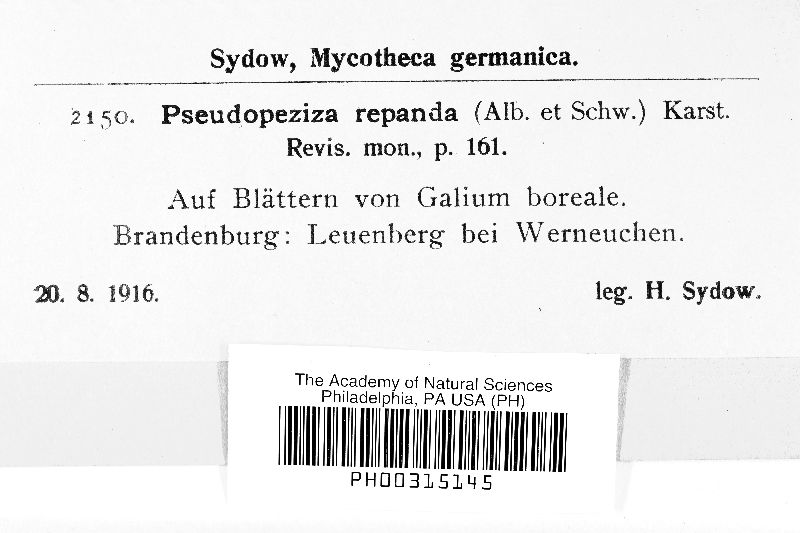 Sydow, Mycotheca germanica.
2150. Pseudopeziza repanda (Alb. et Schw.) Karst.
Revis. mon., p. 161.
Auf Blättern von Galium boreale.
Brandenburg: Leuenberg bei Werneuchen.
20. 8. 1916. leg. H. Sydow.
The Academy of Natural Sciences
Philadelphia, PA USA (PH)
PH00315145